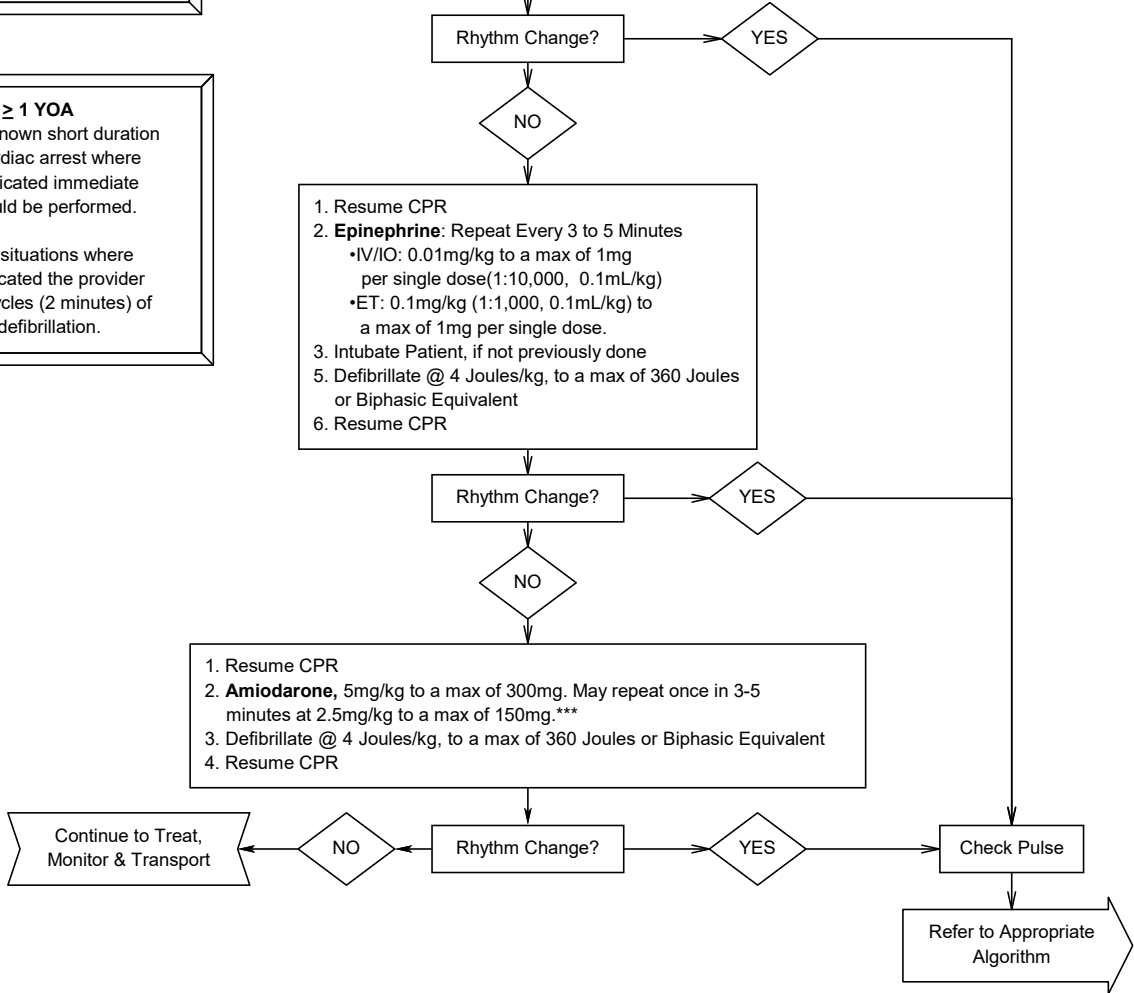 Rhythm Change?
YES
NO
≥ 1 YOA
nown short duration
rdiac arrest where
icated immediate
uld be performed.
situations where
cated the provider
cles (2 minutes) of
defibrillation.
1. Resume CPR
2. Epinephrine: Repeat Every 3 to 5 Minutes
•IV/IO: 0.01mg/kg to a max of 1mg
per single dose(1:10,000,  0.1mL/kg)
•ET: 0.1mg/kg (1:1,000, 0.1mL/kg) to
a max of 1mg per single dose.
3. Intubate Patient, if not previously done
5. Defibrillate @ 4 Joules/kg, to a max of 360 Joules
or Biphasic Equivalent
6. Resume CPR
Rhythm Change?
YES
NO
1. Resume CPR
2. Amiodarone, 5mg/kg to a max of 300mg. May repeat once in 3-5
minutes at 2.5mg/kg to a max of 150mg.***
3. Defibrillate @ 4 Joules/kg, to a max of 360 Joules or Biphasic Equivalent
4. Resume CPR
Continue to Treat,
Monitor & Transport
NO
Rhythm Change?
YES
Check Pulse
Refer to Appropriate
Algorithm